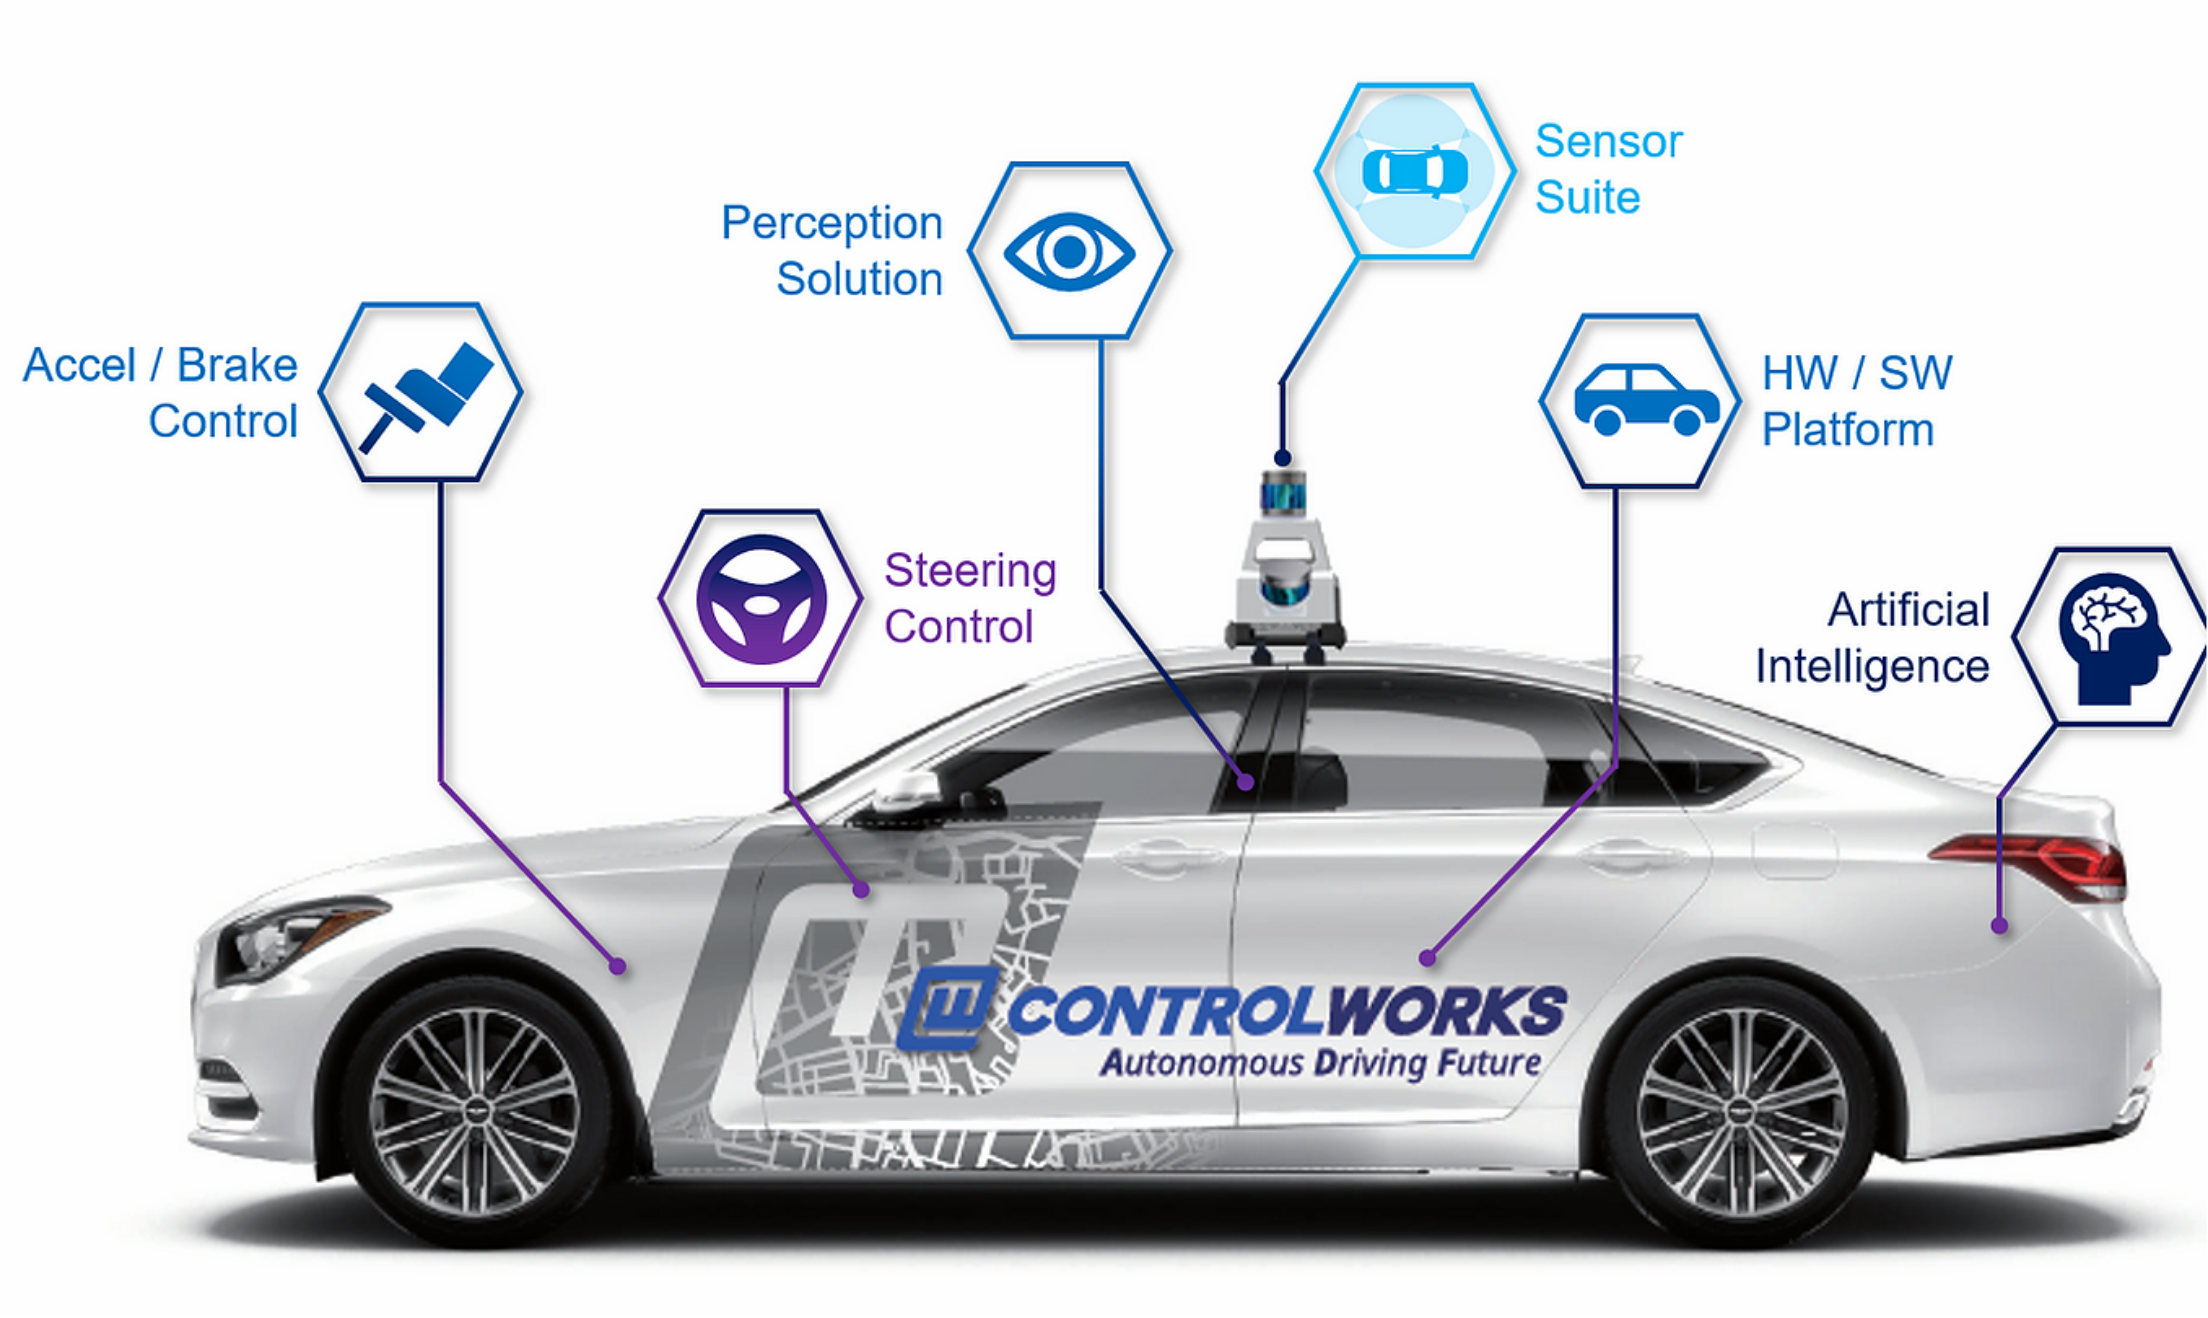 Sensor
Suite
Perception
Solution
Accel / Brake
Control
HW / SW
Platform
Steering
Control
Artificial
Intelligence
CONTROLWORKS
Autonomous Driving Future